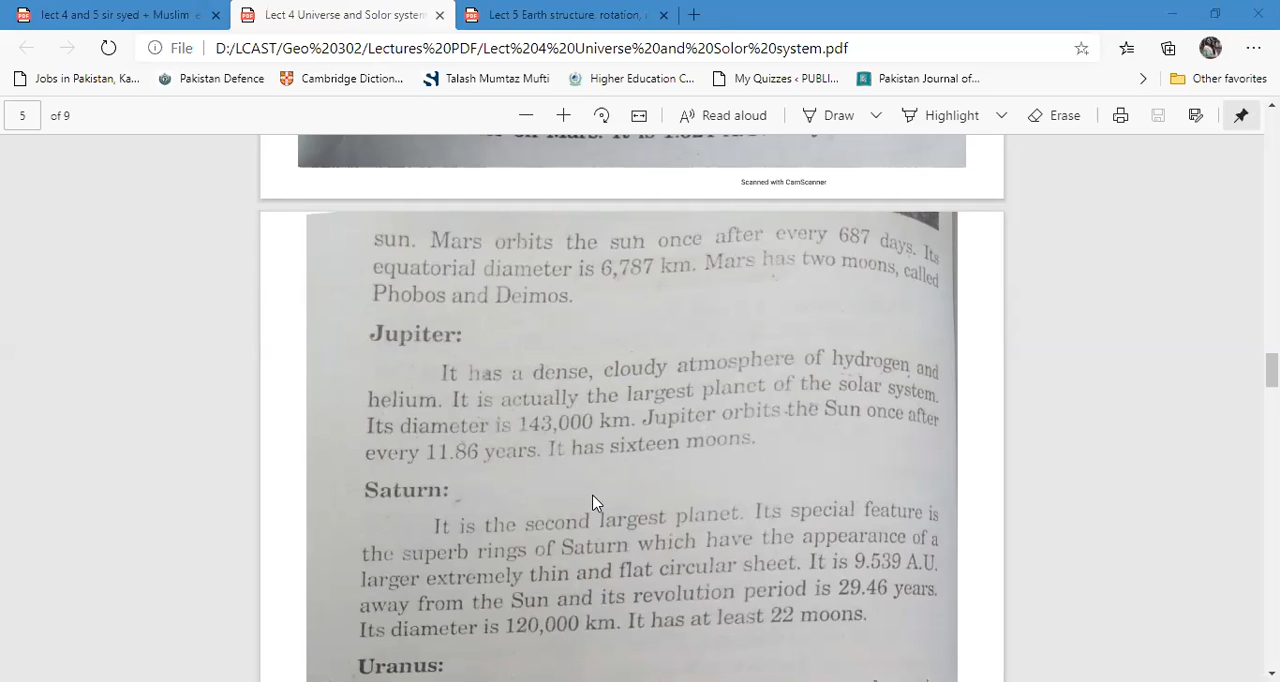 lect 4 and 5 sir syed + Muslim
Lect 4 Universe and Solor system
Lect 5 Earth structure, rotation,
File D:/LCAST/Geo%20302/Lectures%20PDF/Lect%204%20Universe%20and%20Solor%20system.pdf
Jobs in Pakistan, Ka... Pakistan Defence Cambridge Diction... Talash Mumtaz Mufti Higher Education C... My Quizzes ‹ PUBLI... Pakistan Journal of... Other favorites
5 of 9 Read aloud Draw Highlight Erase
Scanned with CamScanner
sun. Mars orbits the sun once after every 687 days. Its
equatorial diameter is 6,787 km. Mars has two moons, called
Phobos and Deimos.
Jupiter:
It has a dense, cloudy atmosphere of hydrogen and
helium. It is actually the largest planet of the solar system.
Its diameter is 143,000 km. Jupiter orbits the Sun once after
every 11.86 years. It has sixteen moons.
Saturn:
It is the second largest planet. Its special feature is
the superb rings of Saturn which have the appearance of a
larger extremely thin and flat circular sheet. It is 9.539 A.U.
away from the Sun and its revolution period is 29.46 years.
Its diameter is 120,000 km. It has at least 22 moons.
Uranus: